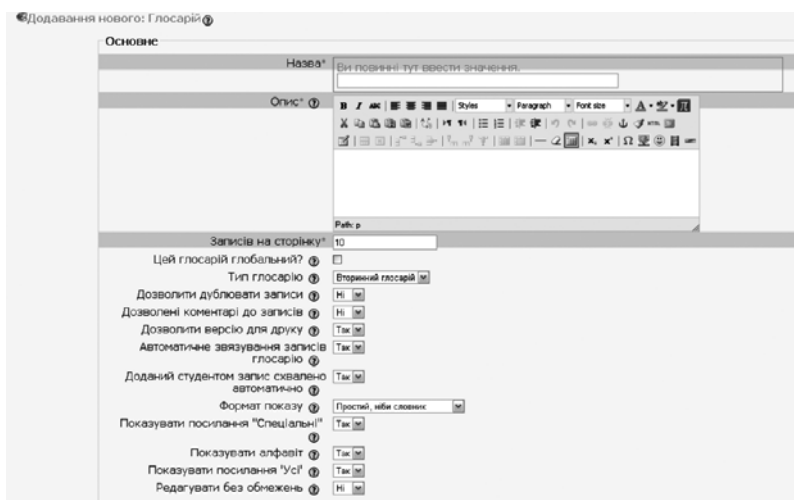 Додавання нового: Глосарій
Основне
Назва*
Ви повинні тут ввести значення.
Опис*
B I ABC Styles Paragraph Font size A
HTML
Path: p
Записів на сторінку* 10
Цей глосарій глобальний?
Тип глосарію Вторинний глосарій
Дозволити дублювати записи Ні
Дозволені коментарі до записів Ні
Дозволити версію для друку Так
Автоматичне звязування записів Так
глосарію
Доданий студентом запис схвалено Так
автоматично
Формат показу Простий, ніби словник
Показувати посилання "Спеціальні" Так
Показувати алфавіт Так
Показувати посилання 'Усі' Так
Редагувати без обмежень Ні